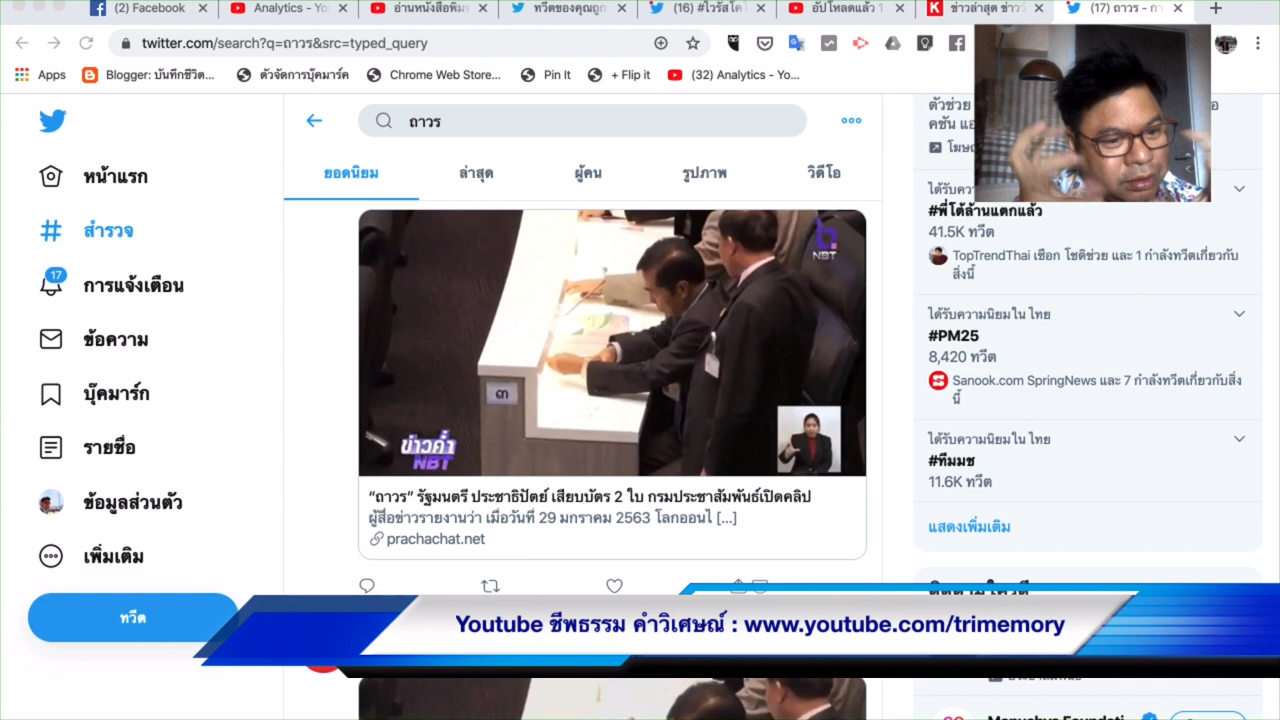 (2) Facebook
Analytics - Yo
อ่านหนังสือพิมพ
ทวีตของคุณถูก
(16) #ไวรัสโค
อัปโหลดแล้ว 1
ข่าวล่าสุด ข่าว
(17) ถาวร - กา
twitter.com/search?q=ถาวร&src=typed_query
Apps
Blogger: บันทึกชีวิต...
ตัวจัดการบุ๊คมาร์ค
Chrome Web Store...
Pin It
+ Flip it
(32) Analytics - Yo...
ถาวร
ยอดนิยม
ล่าสุด
ผู้คน
รูปภาพ
วิดีโอ
หน้าแรก
สำรวจ
17
การแจ้งเตือน
ข้อความ
บุ๊คมาร์ก
รายชื่อ
ข้อมูลส่วนตัว
เพิ่มเติม
ทวีต
NBT
๓
ข่าวค่ำ
NBT
“ถาวร” รัฐมนตรี ประชาธิปัตย์ เสียบบัตร 2 ใบ กรมประชาสัมพันธ์เปิดคลิป
ผู้สื่อข่าวรายงานว่า เมื่อวันที่ 29 มกราคม 2563 โลกออนไ [...]
prachachat.net
ตัวช่วย
คชัน แอ
โฆษณ
ได้รับควา
#พี่โต้ล้านแตกแล้ว
41.5K ทวีต
TopTrendThai เชือก โชติช่วย และ 1 กำลังทวีตเกี่ยวกับ
สิ่งนี้
ได้รับความนิยมใน ไทย
#PM25
8,420 ทวีต
Sanook.com SpringNews และ 7 กำลังทวีตเกี่ยวกับสิ่ง
นี้
ได้รับความนิยมใน ไทย
#ทีมมช
11.6K ทวีต
แสดงเพิ่มเติม
Youtube ชีพธรรม คำวิเศษณ์ : www.youtube.com/trimemory